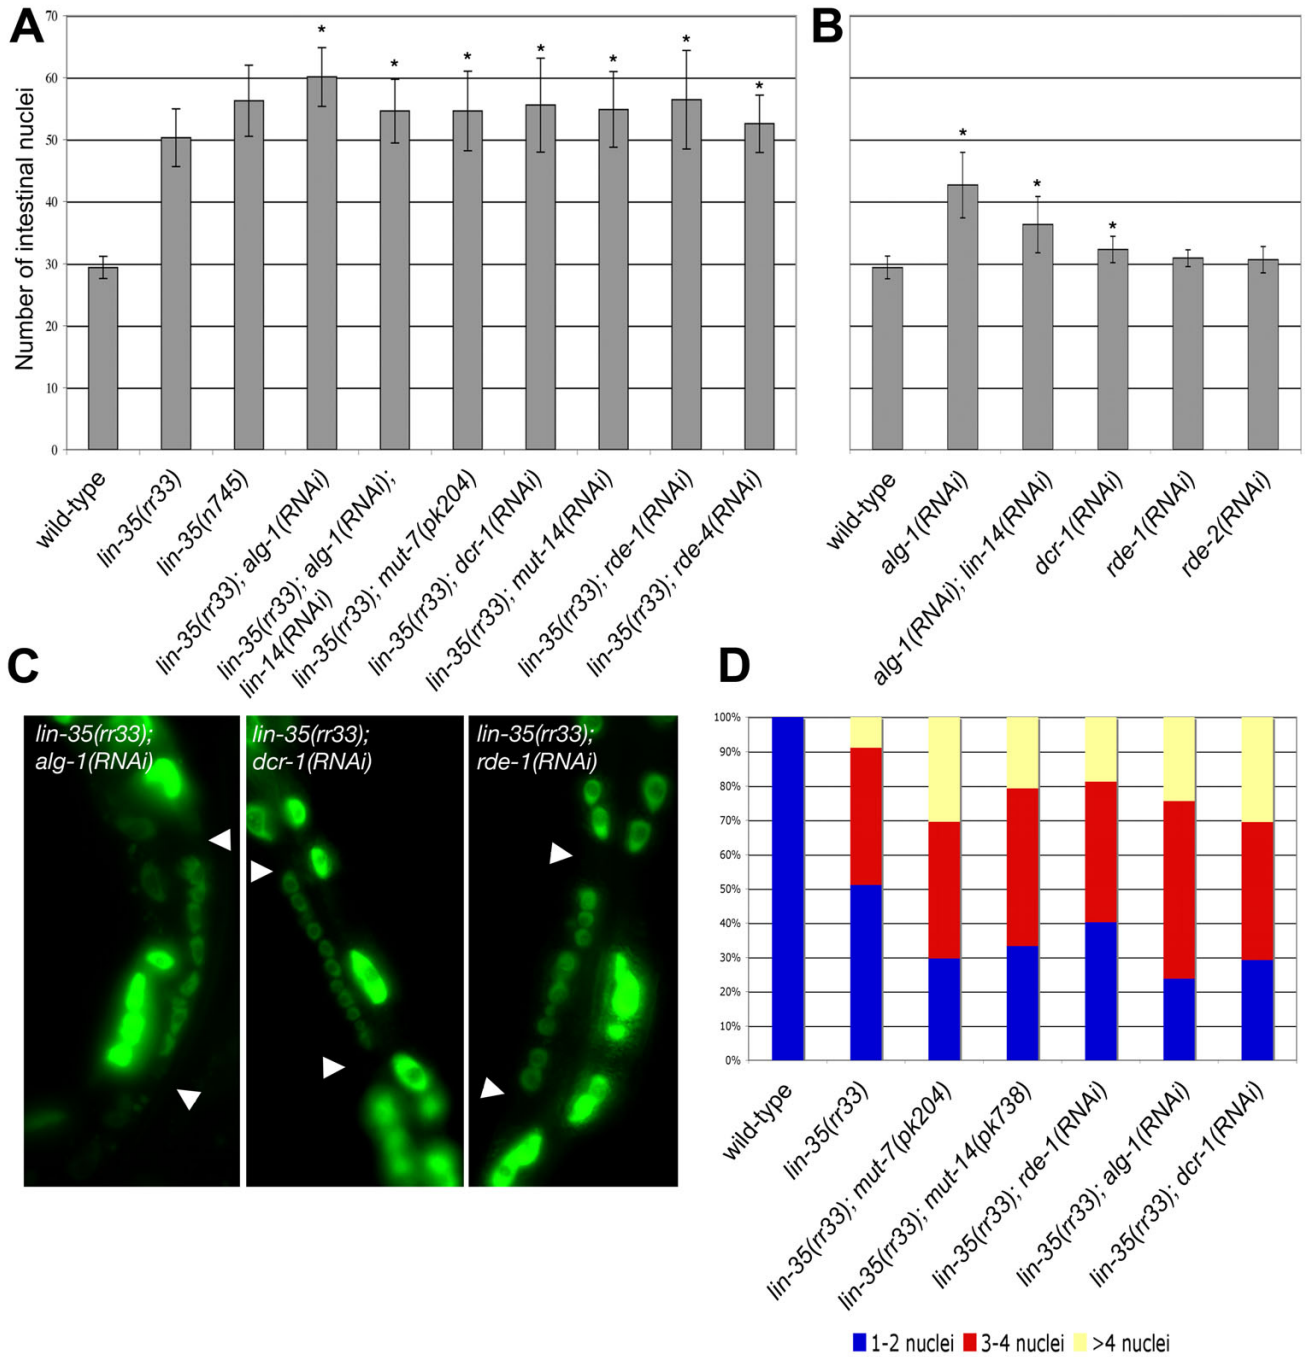 A
Number of intestinal nuclei
70
60
50
40
30
20
10
0
*
*
*
*
*
*
*
wild-type
lin-35(rr33)
lin-35(n745)
lin-35(rr33); alg-1(RNAi)
lin-35(rr33); alg-1(RNAi);
lin-14(RNAi)
lin-35(rr33); mut-7(pk204)
lin-35(rr33); dcr-1(RNAi)
lin-35(rr33); mut-14(RNAi)
lin-35(rr33); rde-1(RNAi)
lin-35(rr33); rde-4(RNAi)
B
*
*
*
wild-type
alg-1(RNAi)
alg-1(RNAi); lin-14(RNAi)
dcr-1(RNAi)
rde-1(RNAi)
rde-2(RNAi)
C
lin-35(rr33);
alg-1(RNAi)
lin-35(rr33);
dcr-1(RNAi)
lin-35(rr33);
rde-1(RNAi)
D
100%
90%
80%
70%
60%
50%
40%
30%
20%
10%
0%
wild-type
lin-35(rr33)
lin-35(rr33); mut-7(pk204)
lin-35(rr33); mut-14(pk738)
lin-35(rr33); rde-1(RNAi)
lin-35(rr33); alg-1(RNAi)
lin-35(rr33); dcr-1(RNAi)
1-2 nuclei 3-4 nuclei >4 nuclei